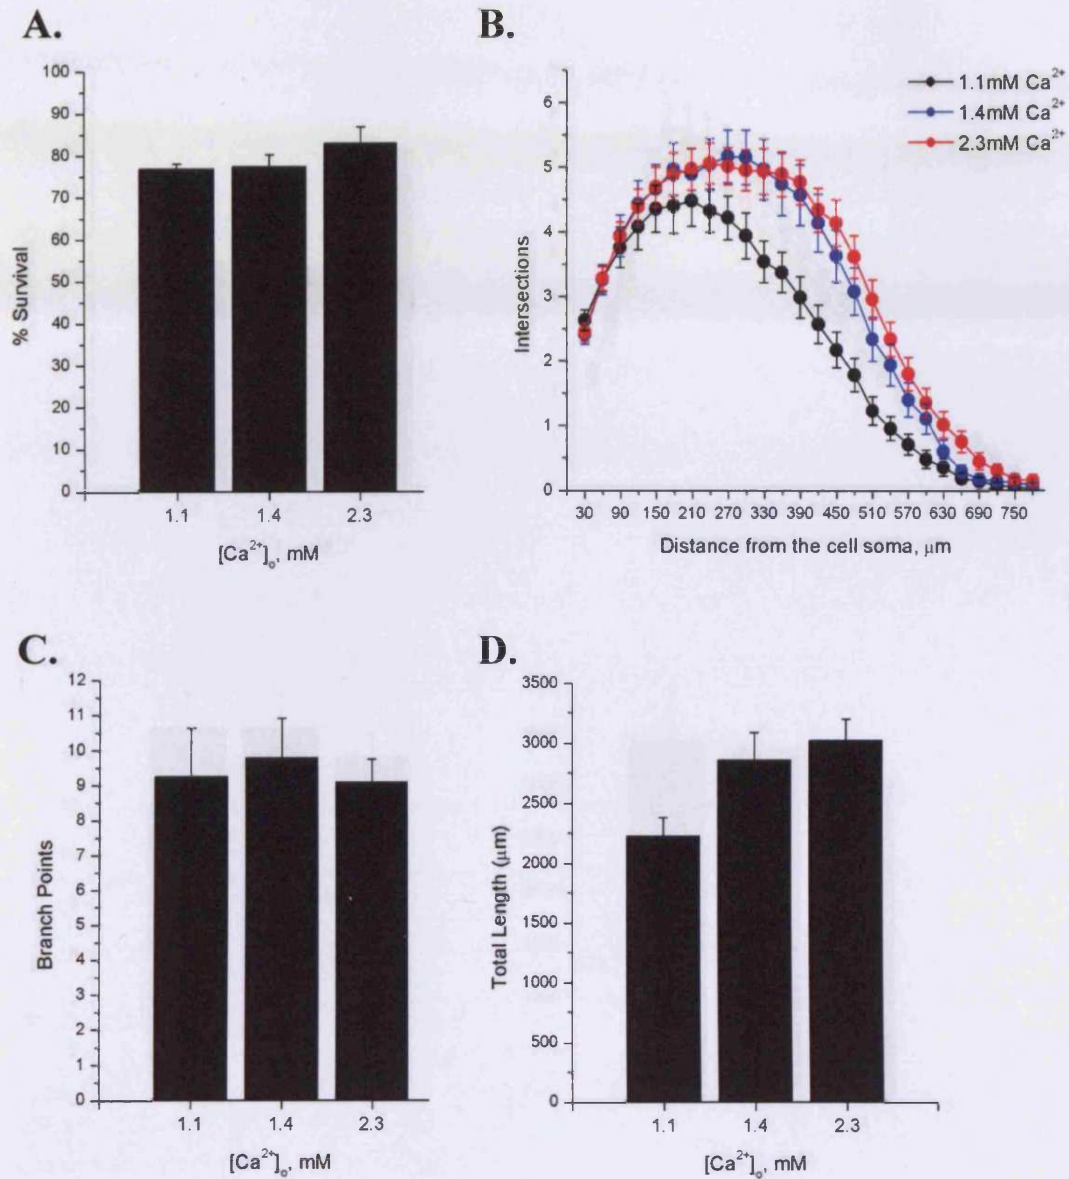 A.
100
90
80
70
60
50
40
30
20
10
0
% Survival
1.1 1.4 2.3
[Ca²⁺]ₒ, mM
B.
6
5
4
3
2
1
0
Intersections
1.1mM Ca²⁺
1.4mM Ca²⁺
2.3mM Ca²⁺
30 90 150 210 270 330 390 450 510 570 630 690 750
Distance from the cell soma, μm
C.
12
11
10
9
8
7
6
5
4
3
2
1
0
Branch Points
1.1 1.4 2.3
[Ca²⁺]ₒ, mM
D.
3500
3000
2500
2000
1500
1000
500
0
Total Length (μm)
1.1 1.4 2.3
[Ca²⁺]ₒ, mM